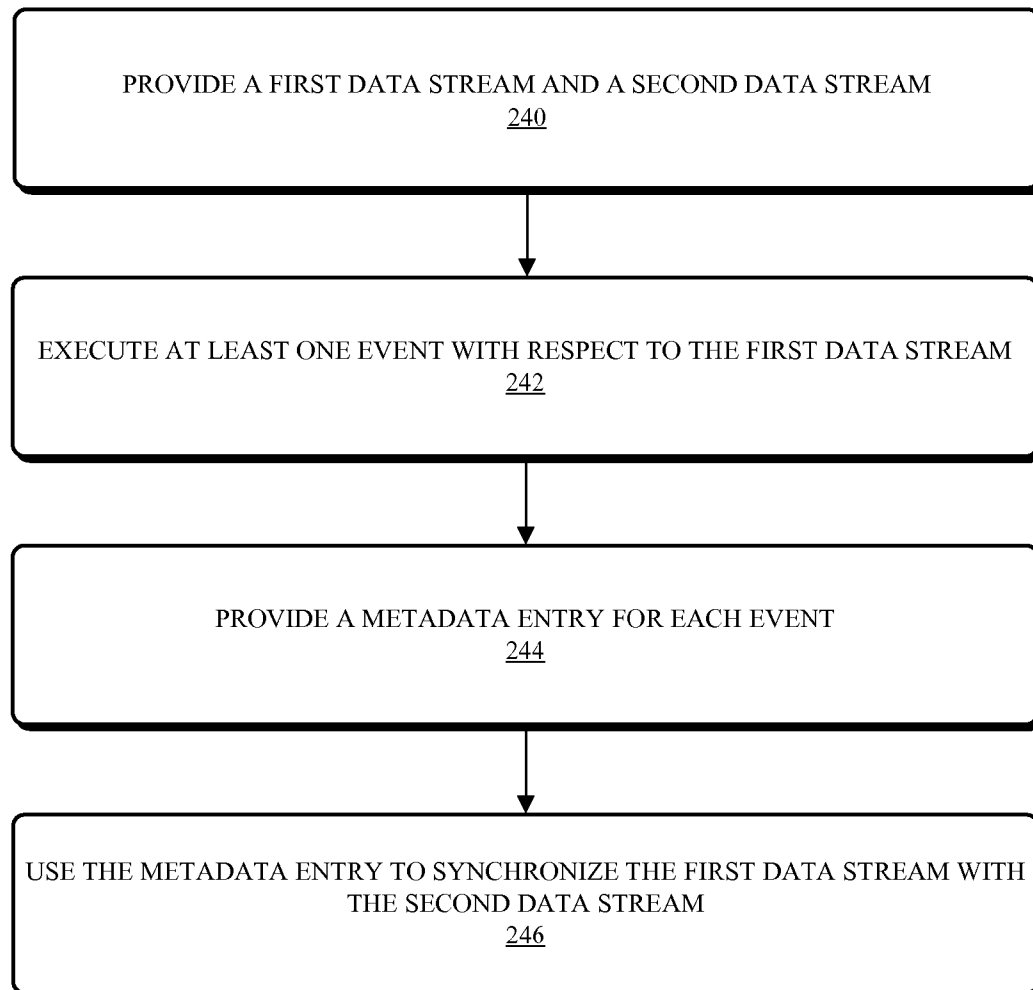 PROVIDE A FIRST DATA STREAM AND A SECOND DATA STREAM
240
EXECUTE AT LEAST ONE EVENT WITH RESPECT TO THE FIRST DATA STREAM
242
PROVIDE A METADATA ENTRY FOR EACH EVENT
244
USE THE METADATA ENTRY TO SYNCHRONIZE THE FIRST DATA STREAM WITH
THE SECOND DATA STREAM
246